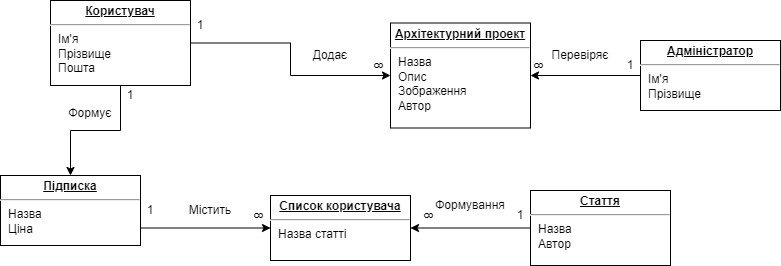 Користувач
Ім'я
Прізвище
Пошта
1
Додає
∞
Архітектурний проект
Назва
Опис
Зображення
Автор
∞
Перевіряє
1
Адміністратор
Ім'я
Прізвище
1
Формує
Підписка
Назва
Ціна
1
Містить
∞
Список користувача
Назва статті
∞
Формування
1
Стаття
Назва
Автор